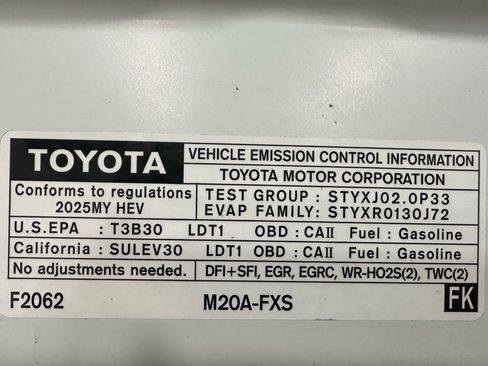 TOYOTA
VEHICLE EMISSION CONTROL INFORMATION
TOYOTA MOTOR CORPORATION
Conforms to regulations
2025MY HEV
TEST GROUP : STYXJ02.0P33
EVAP FAMILY: STYXR0130J72
U.S.EPA : T3B30 LDT1 OBD : CAII Fuel : Gasoline
California : SULEV30 LDT1 OBD : CAII Fuel : Gasoline
No adjustments needed. DFI+SFI, EGR, EGRC, WR-HO2S(2), TWC(2)
F2062 M20A-FXS FK